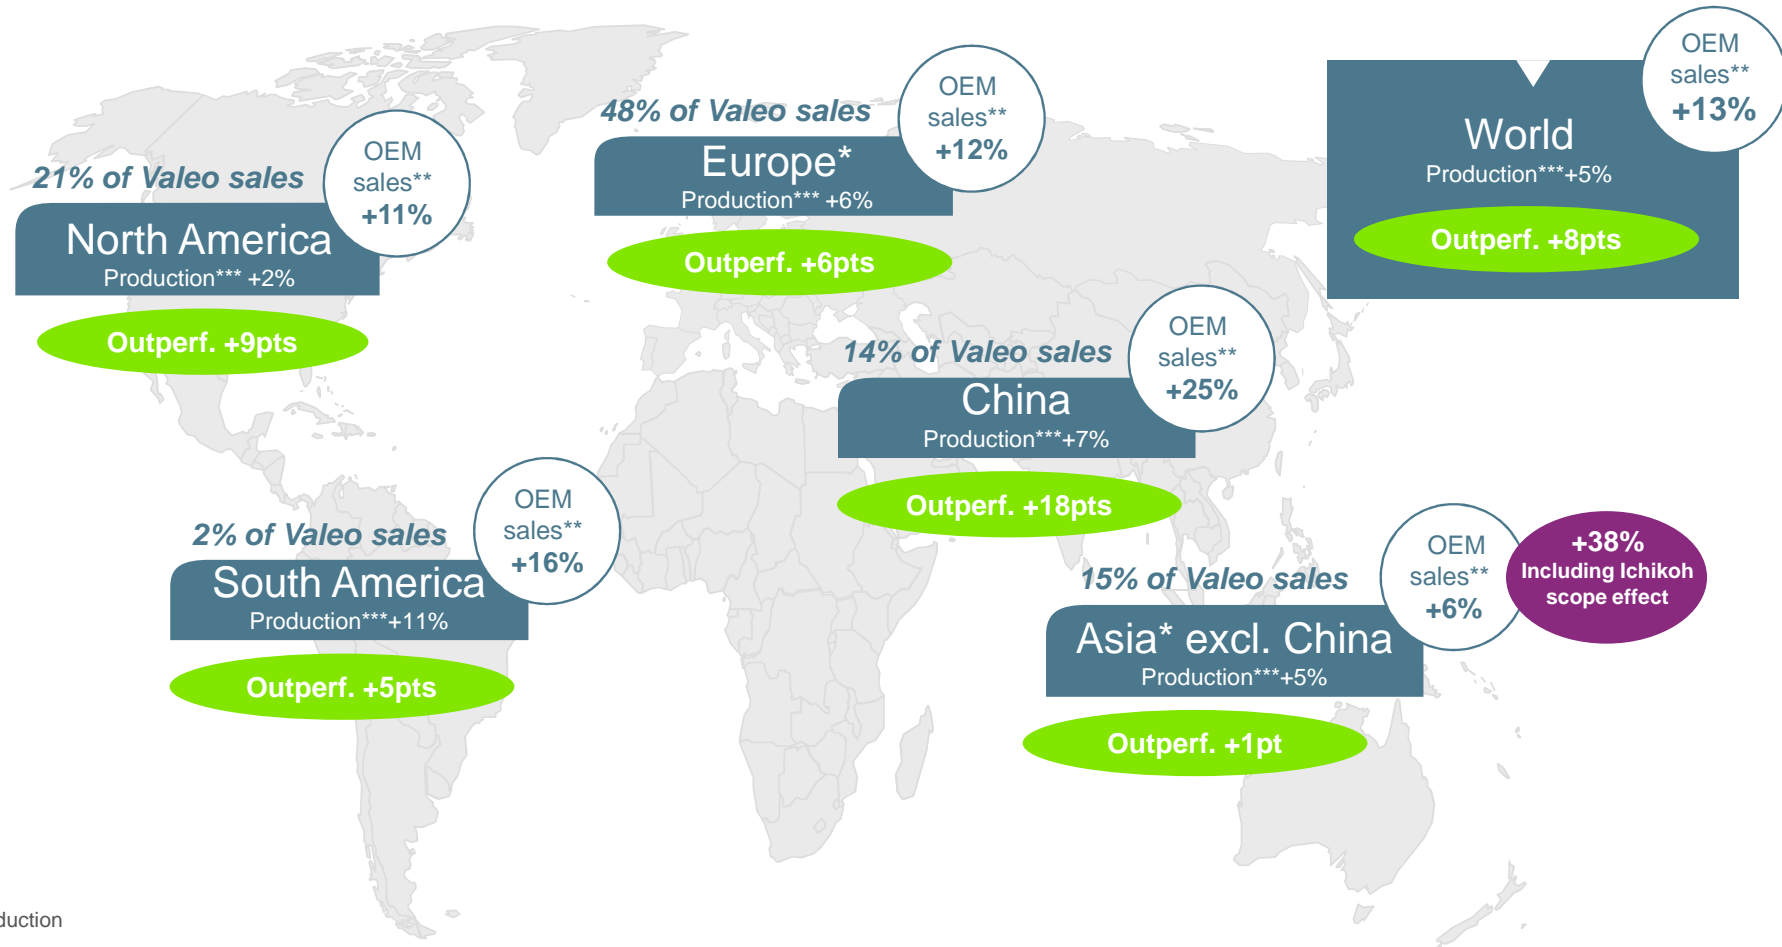 21% of Valeo sales
OEM
sales**
+11%
North America
Production*** +2%
Outperf. +9pts
48% of Valeo sales
OEM
sales**
+12%
Europe*
Production*** +6%
Outperf. +6pts
OEM
sales**
+13%
World
Production***+5%
Outperf. +8pts
14% of Valeo sales
OEM
sales**
+25%
China
Production***+7%
Outperf. +18pts
2% of Valeo sales
OEM
sales**
+16%
South America
Production***+11%
Outperf. +5pts
15% of Valeo sales
OEM
sales**
+6%
+38%
Including Ichikoh
scope effect
Asia* excl. China
Production***+5%
Outperf. +1pt
duction